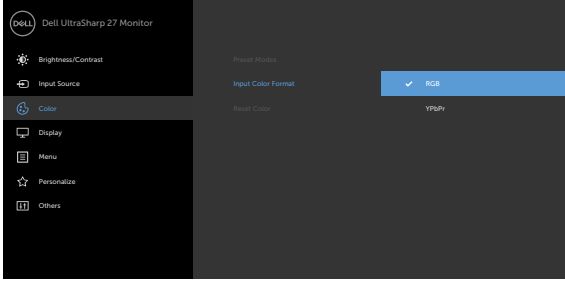 DELL
Dell UltraSharp 27 Monitor
Brightness/Contrast
Preset Modes
Input Source
Input Color Format
RGB
Color
Reset Color
YPbPr
Display
Menu
Personalize
Others